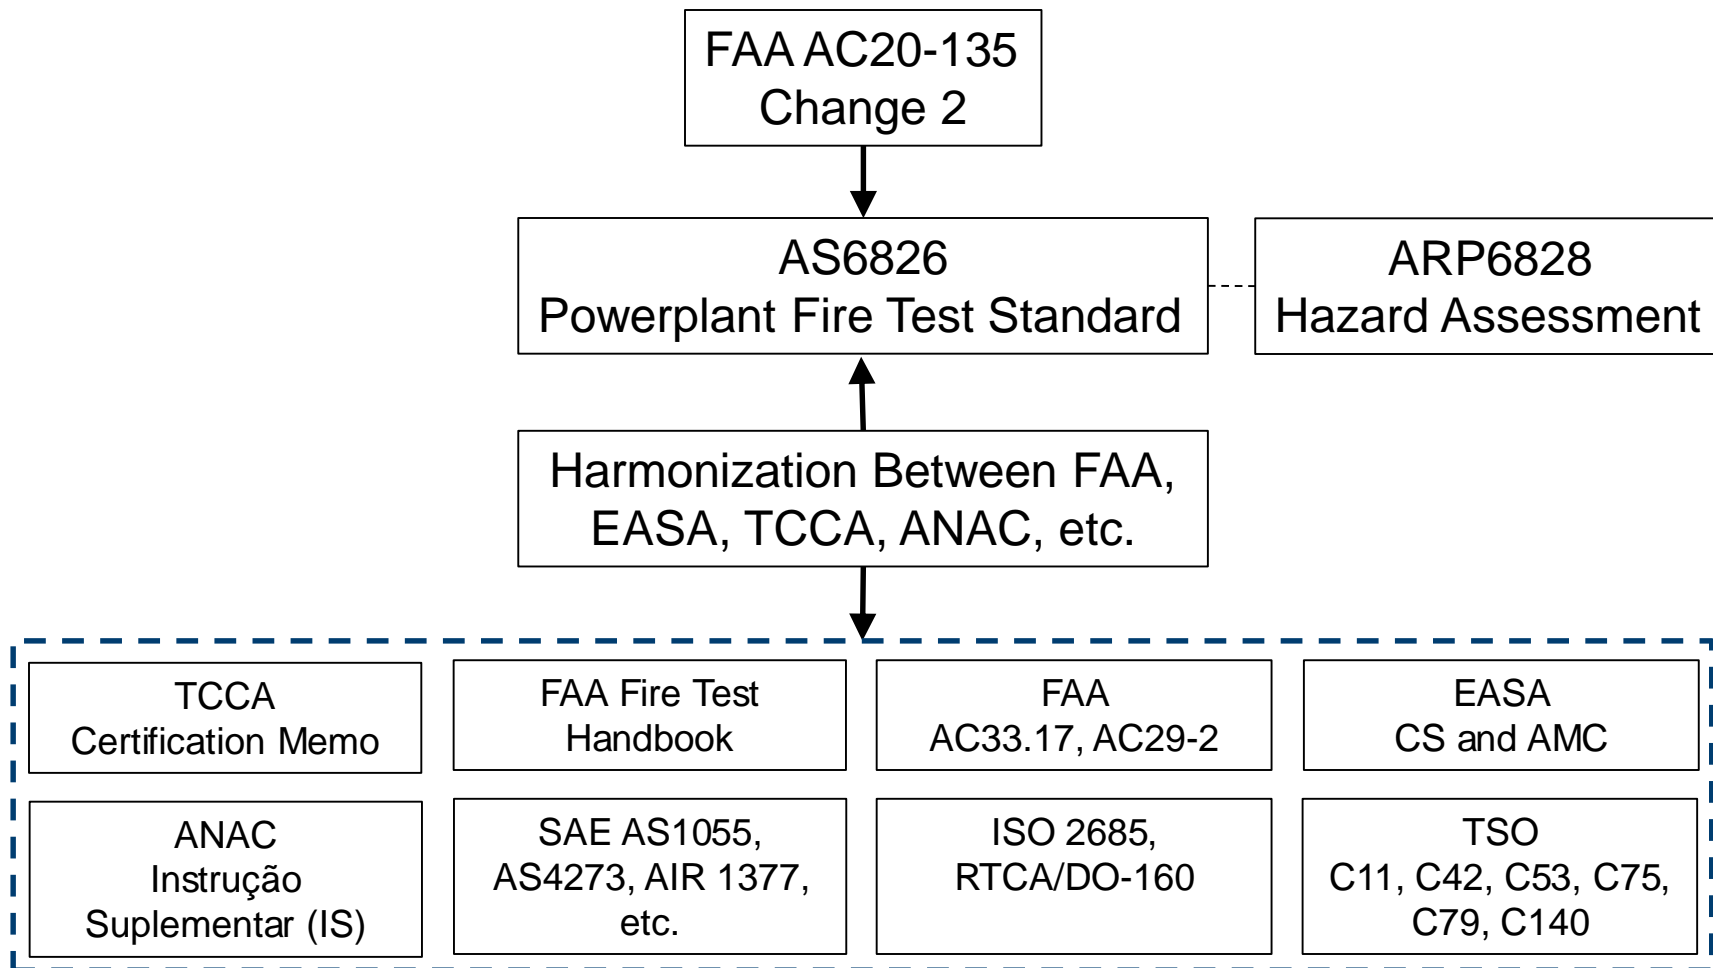 FAA AC20-135
Change 2
AS6826
Powerplant Fire Test Standard
ARP6828
Hazard Assessment
Harmonization Between FAA,
EASA, TCCA, ANAC, etc.
TCCA
Certification Memo
FAA Fire Test
Handbook
FAA
AC33.17, AC29-2
EASA
CS and AMC
ANAC
Instrução
Suplementar (IS)
SAE AS1055,
AS4273, AIR 1377,
etc.
ISO 2685,
RTCA/DO-160
TSO
C11, C42, C53, C75,
C79, C140